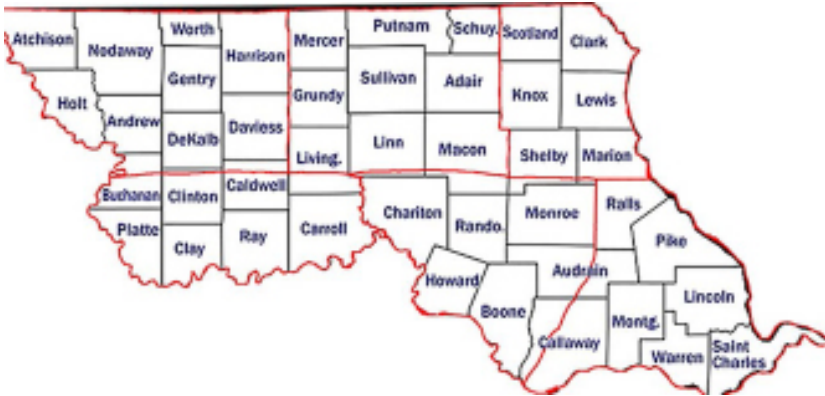 Atchison
Nodaway
Worth
Harrison
Mercer
Putnam
Schuy.
Scotland
Clark
Holt
Gentry
Grundy
Sullivan
Adair
Knox
Lewis
Andrew
DeKalb
Daviess
Living.
Linn
Macon
Shelby
Marion
Buchanan
Clinton
Caldwell
Platte
Clay
Ray
Carroll
Chariton
Rando.
Monroe
Ralls
Pike
Howard
Boone
Audrain
Callaway
Montg.
Lincoln
Warren
Saint
Charles